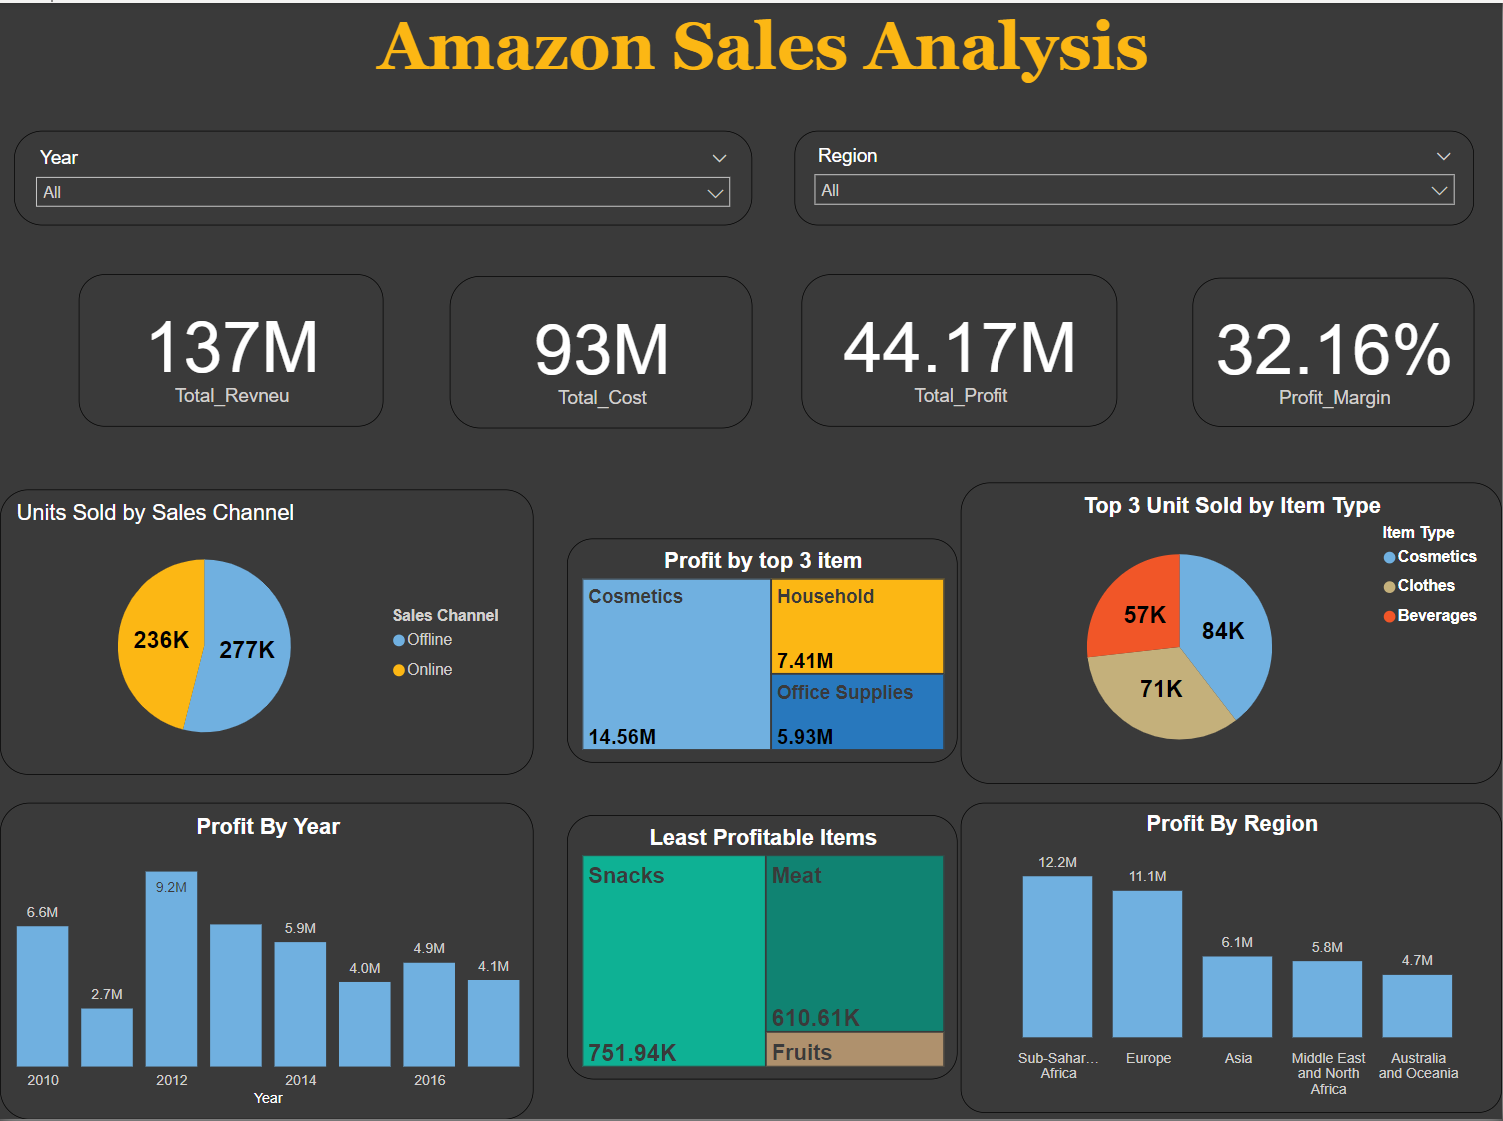 Amazon Sales Analysis
Year
All
Region
All
137M
Total_Revneu
93M
Total_Cost
44.17M
Total_Profit
32.16%
Profit_Margin
Units Sold by Sales Channel
236K
277K
Sales Channel
Offline
Online
Profit by top 3 item
Cosmetics
14.56M
Household
7.41M
Office Supplies
5.93M
Top 3 Unit Sold by Item Type
Item Type
Cosmetics
Clothes
Beverages
57K
84K
71K
Profit By Year
6.6M
2.7M
9.2M
5.9M
4.0M
4.9M
4.1M
2010
2012
2014
2016
Year
Least Profitable Items
Snacks
751.94K
Meat
610.61K
Fruits
Profit By Region
12.2M
11.1M
6.1M
5.8M
4.7M
Sub-Sahar...
Africa
Europe
Asia
Middle East
and North
Africa
Australia
and Oceania